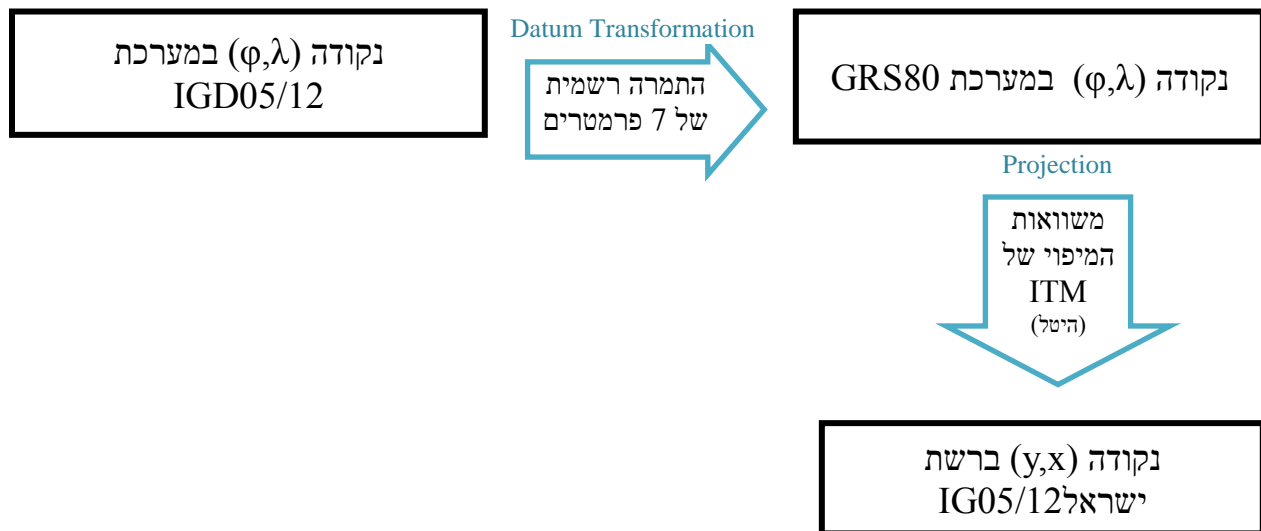 נקודה (φ,λ) במערכת
IGD05/12
Datum Transformation
התמרה רשמית
של 7 פרמטרים
נקודה (φ,λ) במערכת GRS80
Projection
משוואות
המיפוי של
ITM
(היטל)
נקודה (y,x) ברשת
ישראלIG05/12